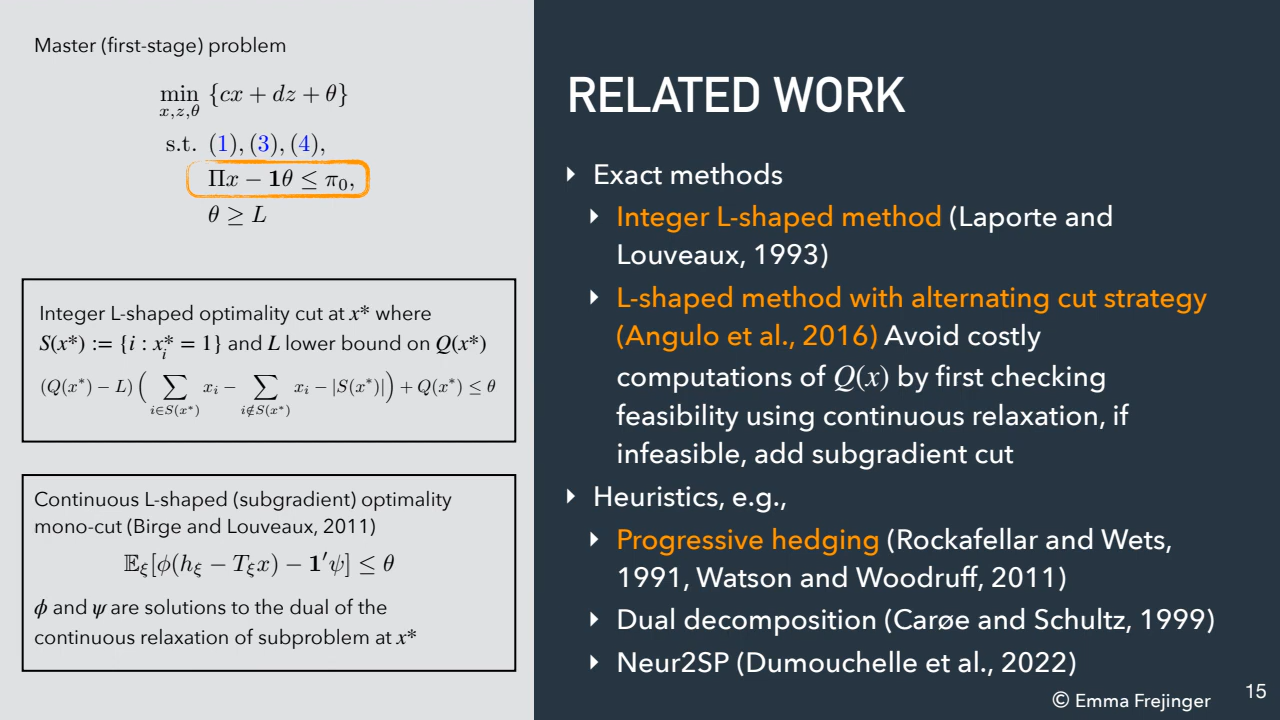 Master (first-stage) problem
min {cx + dz + θ}
x,z,θ
s.t. (1), (3), (4),
Πx − 1θ ≤ π₀,
θ ≥ L
Integer L-shaped optimality cut at x* where
S(x*) := {i : xᵢ* = 1} and L lower bound on Q(x*)
(Q(x*) − L) ( ∑ xᵢ − ∑ xᵢ − |S(x*)| ) + Q(x*) ≤ θ
i∈S(x*) i∉S(x*)
Continuous L-shaped (subgradient) optimality
mono-cut (Birge and Louveaux, 2011)
𝔼ξ[ϕ(hξ − Tξx) − 1′ψ] ≤ θ
ϕ and ψ are solutions to the dual of the
continuous relaxation of subproblem at x*
RELATED WORK
‣ Exact methods
‣ Integer L-shaped method (Laporte and
Louveaux, 1993)
‣ L-shaped method with alternating cut strategy
(Angulo et al., 2016) Avoid costly
computations of Q(x) by first checking
feasibility using continuous relaxation, if
infeasible, add subgradient cut
‣ Heuristics, e.g.,
‣ Progressive hedging (Rockafellar and Wets,
1991, Watson and Woodruff, 2011)
‣ Dual decomposition (Carøe and Schultz, 1999)
‣ Neur2SP (Dumouchelle et al., 2022)
© Emma Frejinger
15